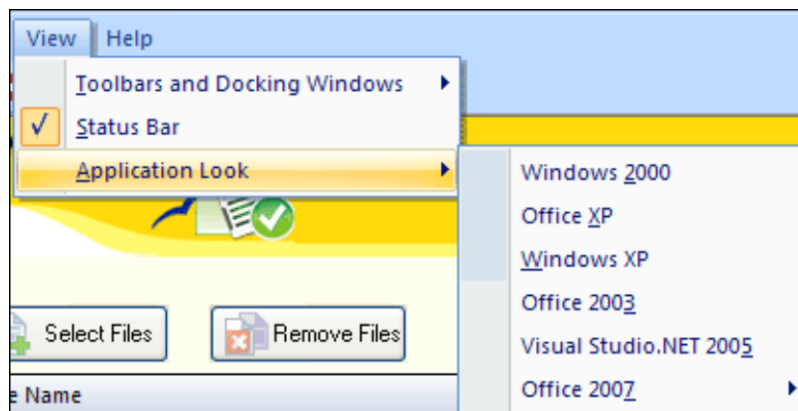 View Help
Toolbars and Docking Windows
Status Bar
Application Look
Windows 2000
Office XP
Windows XP
Office 2003
Visual Studio.NET 2005
Office 2007
Select Files
Remove Files
e Name